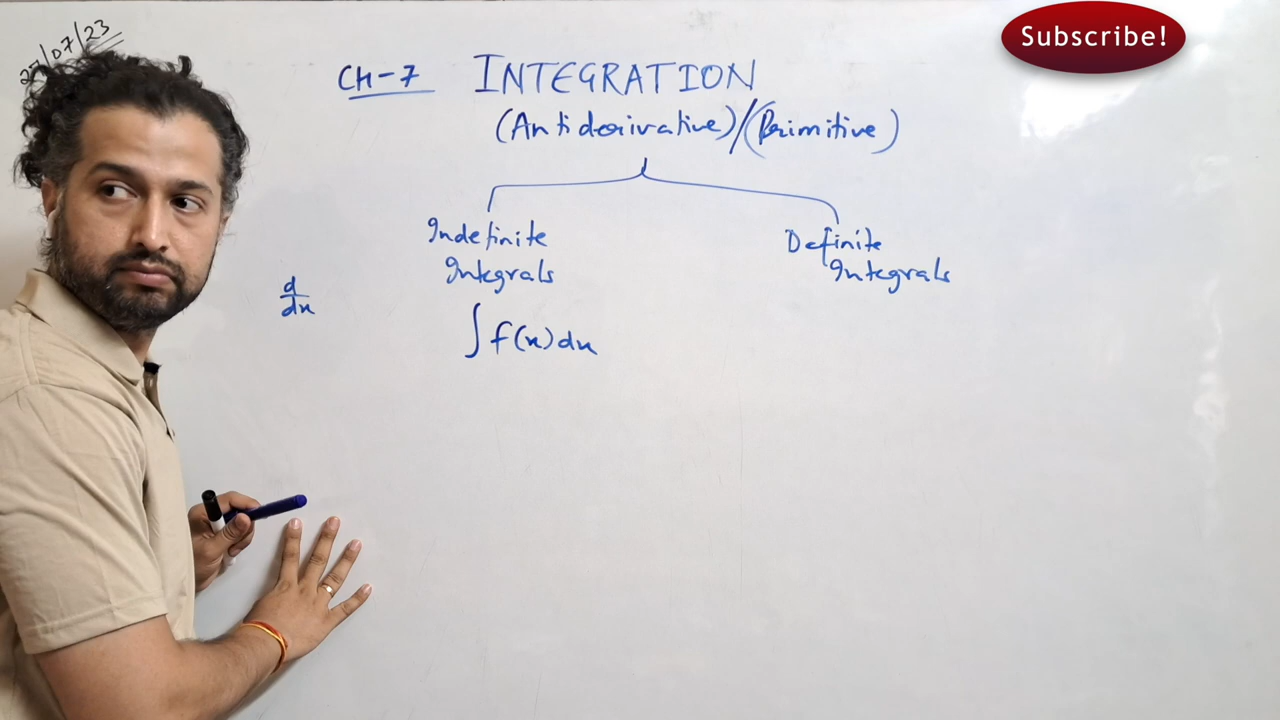 27/07/23
Subscribe!
CH-7 INTEGRATION
(Antiderivative)/(Primitive)
Indefinite
Integrals
Definite
Integrals
d/dx
∫f(x)dx